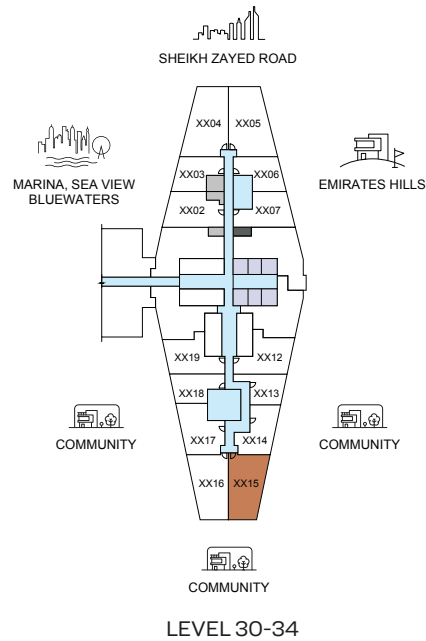 SHEIKH ZAYED ROAD
XX04
XX05
MARINA, SEA VIEW
BLUEWATERS
XX03
XX06
EMIRATES HILLS
XX02
XX07
XX19
XX12
XX18
XX13
COMMUNITY
XX17
XX14
COMMUNITY
XX16
XX15
COMMUNITY
LEVEL 30-34